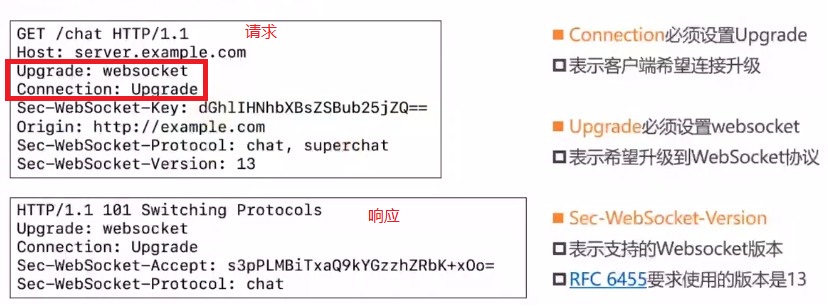 GET /chat HTTP/1.1
请求
Host: server.example.com
Upgrade: websocket
Connection: Upgrade
Sec-WebSocket-Key: dGhlIHNhbXBsZSBub25jZQ==
Origin: http://example.com
Sec-WebSocket-Protocol: chat, superchat
Sec-WebSocket-Version: 13
HTTP/1.1 101 Switching Protocols
响应
Upgrade: websocket
Connection: Upgrade
Sec-WebSocket-Accept: s3pPLMBiTxaQ9kYGzzhZRbK+xOo=
Sec-WebSocket-Protocol: chat
Connection必须设置Upgrade
表示客户端希望连接升级
Upgrade必须设置websocket
表示希望升级到WebSocket协议
Sec-WebSocket-Version
表示支持的Websocket版本
RFC 6455要求使用的版本是13